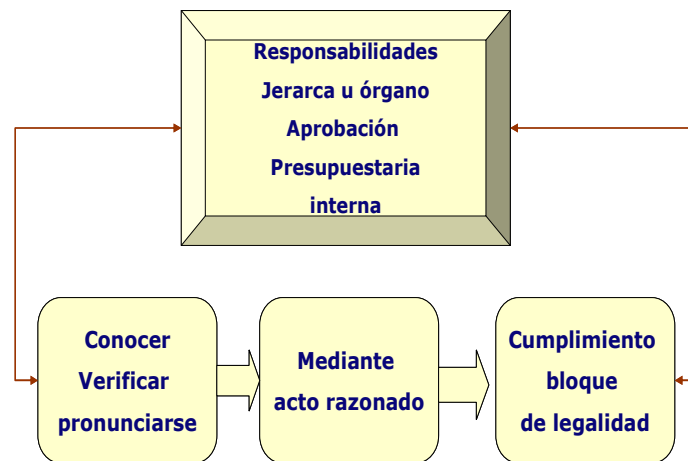 Responsabilidades
Jerarca u órgano
Aprobación
Presupuestaria
interna
Conocer
Verificar
pronunciarse
Mediante
acto razonado
Cumplimiento
bloque
de legalidad